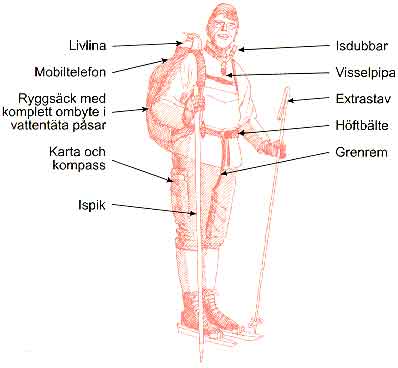 Livlina
Mobiltelefon
Ryggsäck med
komplett ombyte i
vattentäta påsar
Karta och
kompass
Ispik
Isdubbar
Visselpipa
Extrastav
Höftbälte
Grenrem